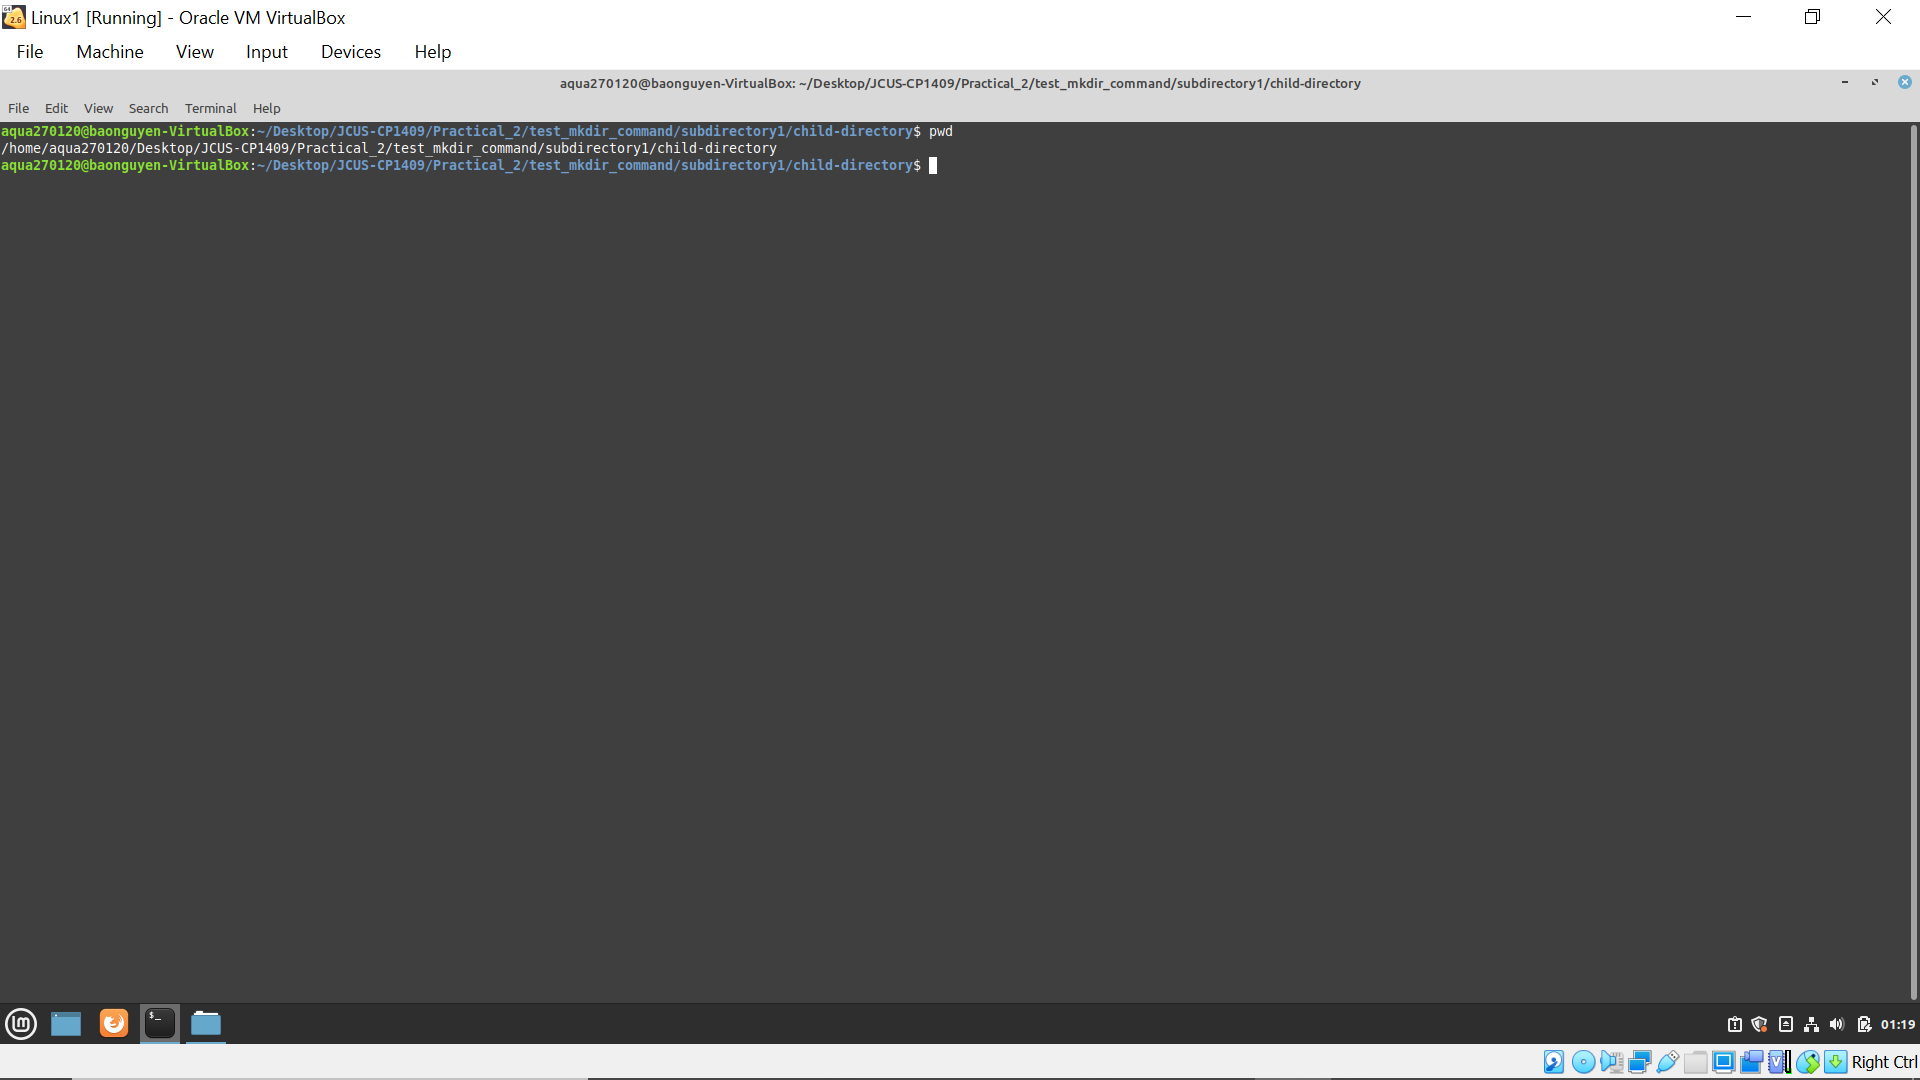 Linux1 [Running] - Oracle VM VirtualBox
File Machine View Input Devices Help
aqua270120@baonguyen-VirtualBox: ~/Desktop/JCUS-CP1409/Practical_2/test_mkdir_command/subdirectory1/child-directory
File Edit View Search Terminal Help
aqua270120@baonguyen-VirtualBox:~/Desktop/JCUS-CP1409/Practical_2/test_mkdir_command/subdirectory1/child-directory$ pwd
/home/aqua270120/Desktop/JCUS-CP1409/Practical_2/test_mkdir_command/subdirectory1/child-directory
aqua270120@baonguyen-VirtualBox:~/Desktop/JCUS-CP1409/Practical_2/test_mkdir_command/subdirectory1/child-directory$
01:19
Right Ctrl